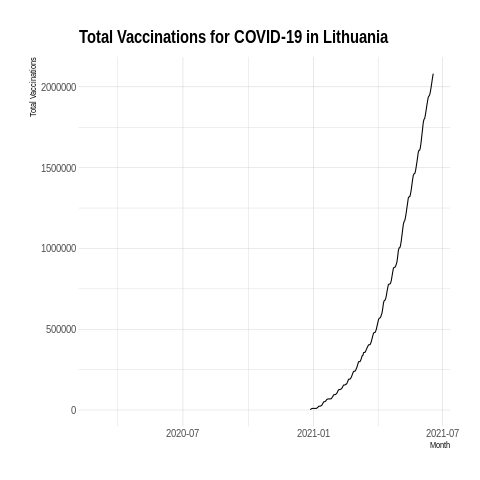 Total Vaccinations for COVID-19 in Lithuania
Total Vaccinations
2000000
1500000
1000000
500000
0
2020-07
2021-01
2021-07
Month